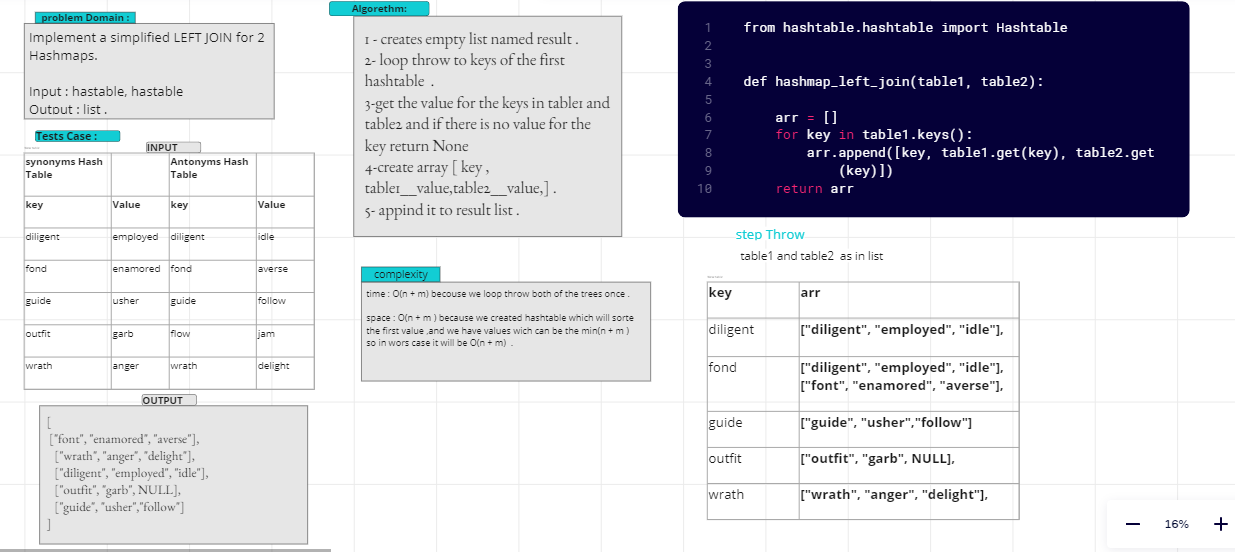 problem Domain :
Implement a simplified LEFT JOIN for 2
Hashmaps.
Input : hastable, hastable
Output : list .
Tests Case :
INPUT
synonyms Hash Table | | Antonyms Hash Table |
key | Value | key | Value
diligent | employed | diligent | idle
fond | enamored | fond | averse
guide | usher | guide | follow
outfit | garb | flow | jam
wrath | anger | wrath | delight
OUTPUT
[
["font", "enamored", "averse"],
["wrath", "anger", "delight"],
["diligent", "employed", "idle"],
["outfit", "garb", NULL],
["guide", "usher","follow"]
]
Algorethm:
1 - creates empty list named result .
2- loop throw to keys of the first
hashtable .
3-get the value for the keys in table1 and
table2 and if there is no value for the
key return None
4-create array [ key ,
table1__value,table2__value,] .
5- appind it to result list .
complexity
time : O(n + m) becouse we loop throw both of the trees once .
space : O(n + m ) because we created hashtable which will sorte
the first value ,and we have values wich can be the min(n + m )
so in wors case it will be O(n + m) .
1 from hashtable.hashtable import Hashtable
2
3
4 def hashmap_left_join(table1, table2):
5
6 arr = []
7 for key in table1.keys():
8 arr.append([key, table1.get(key), table2.get
9 (key)])
10 return arr
step Throw
table1 and table2 as in list
key | arr
diligent | ["diligent", "employed", "idle"],
fond | ["diligent", "employed", "idle"],
["font", "enamored", "averse"],
guide | ["guide", "usher","follow"]
outfit | ["outfit", "garb", NULL],
wrath | ["wrath", "anger", "delight"],
16%